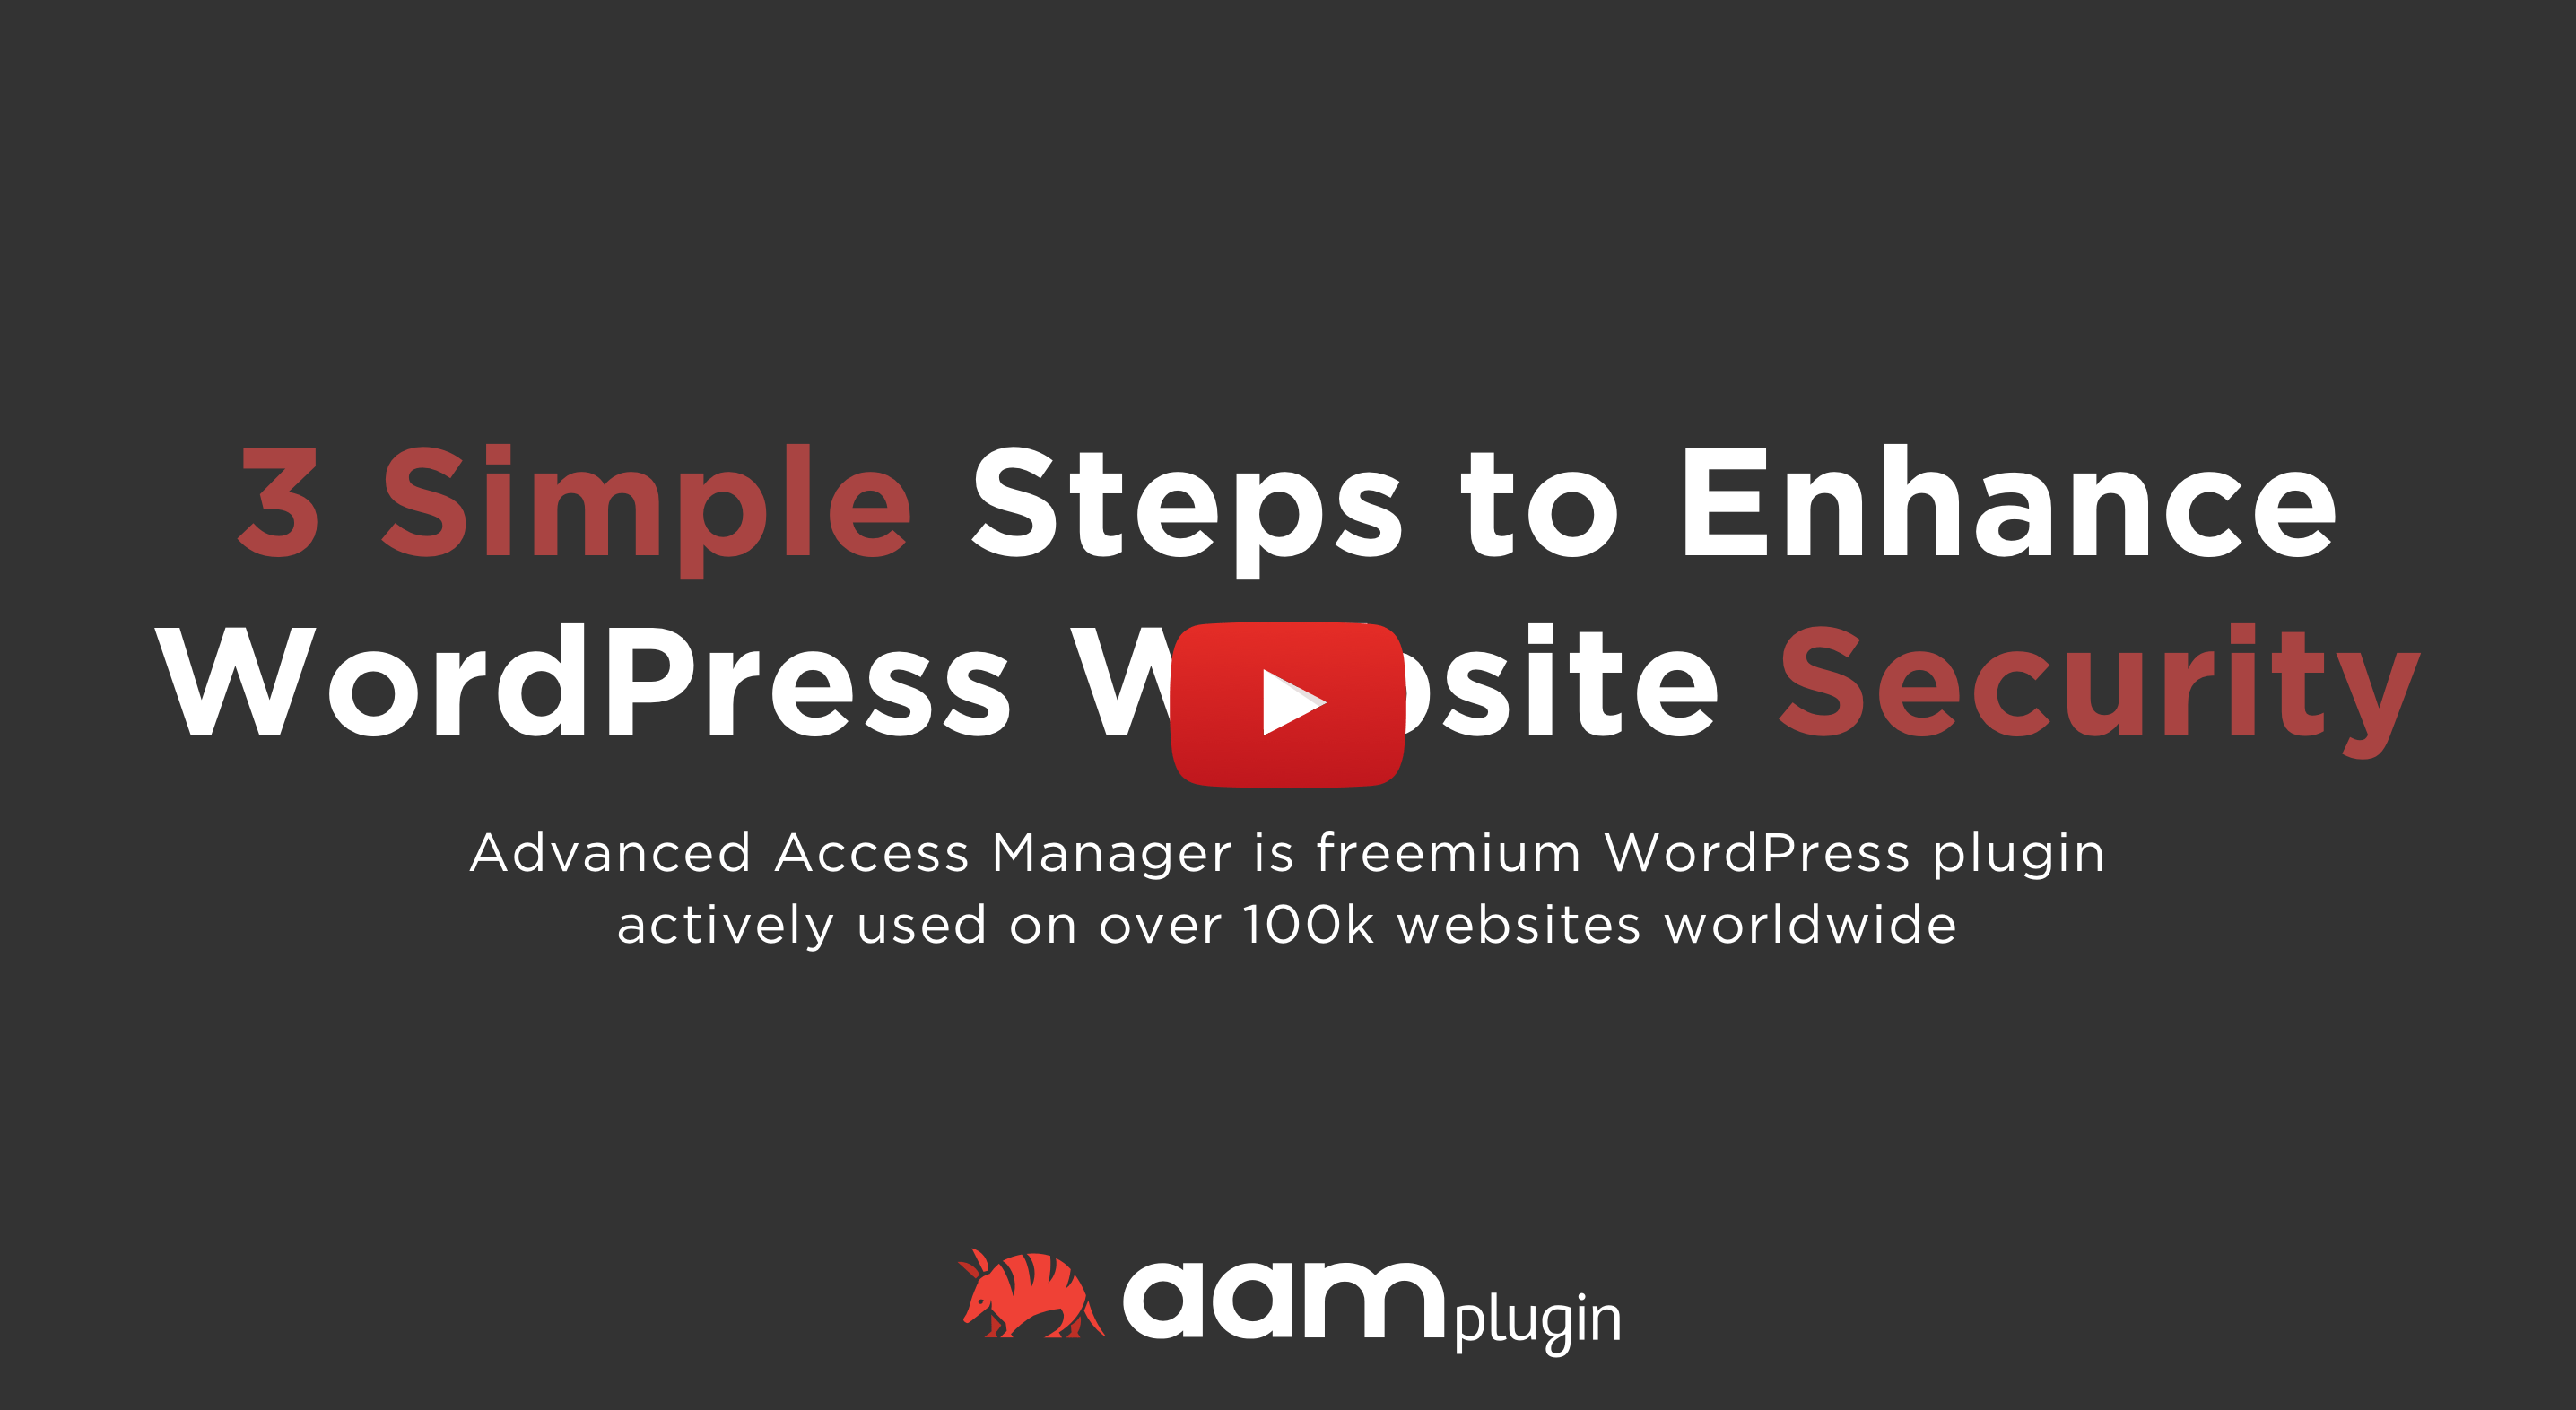 3 Simple Steps to Enhance
WordPress Website Security
Advanced Access Manager is freemium WordPress plugin
actively used on over 100k websites worldwide
aam plugin